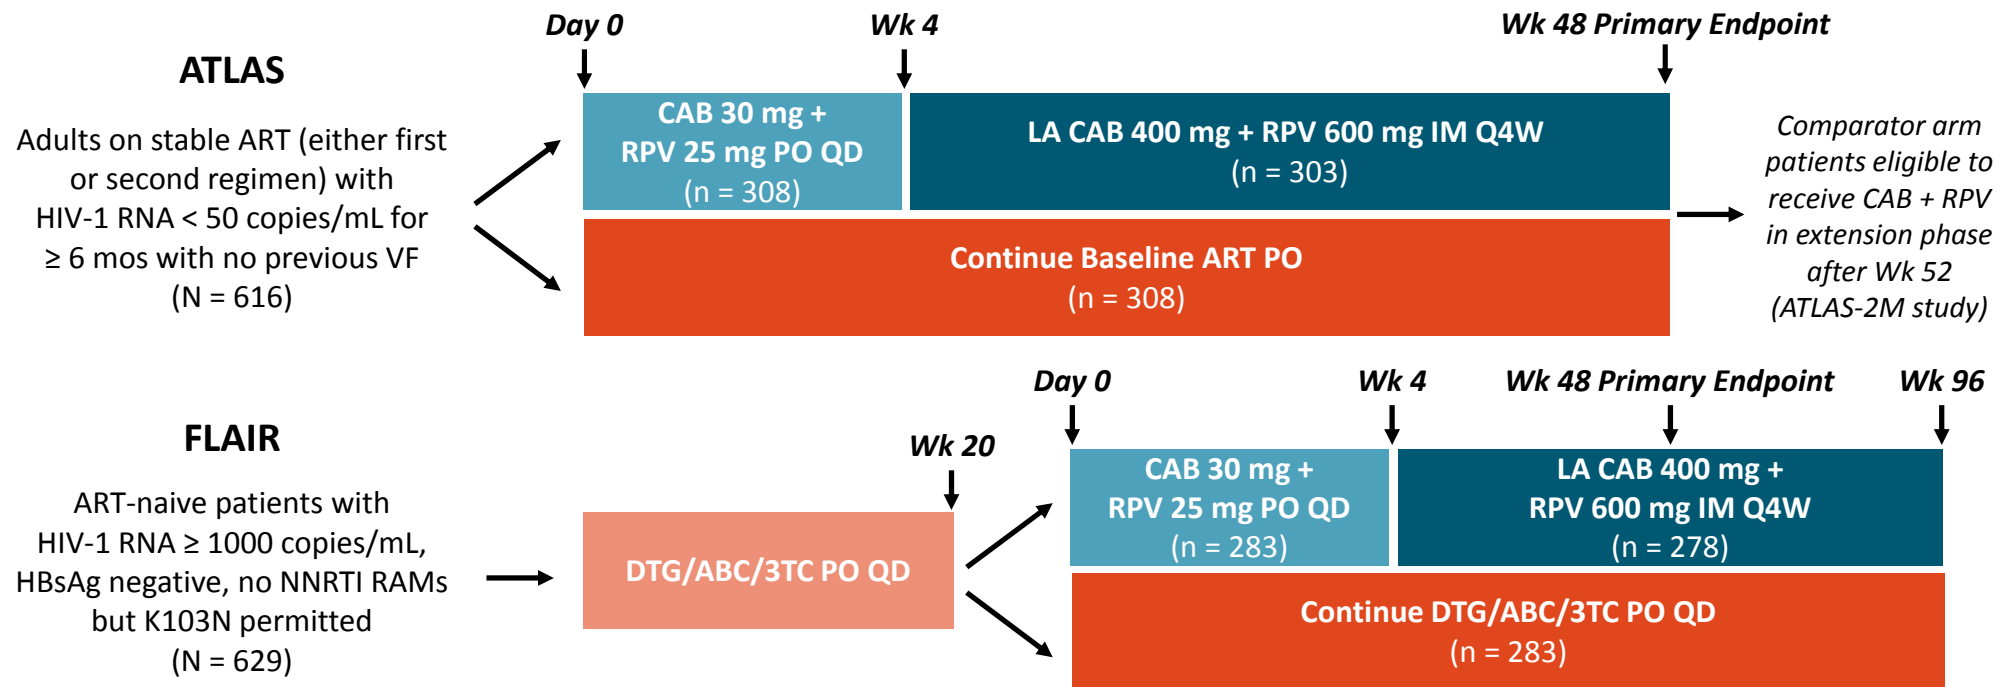 Day 0
Wk 4
Wk 48 Primary Endpoint
ATLAS
Adults on stable ART (either first
or second regimen) with
HIV-1 RNA < 50 copies/mL for
≥ 6 mos with no previous VF
(N = 616)
CAB 30 mg +
RPV 25 mg PO QD
(n = 308)
LA CAB 400 mg + RPV 600 mg IM Q4W
(n = 303)
Continue Baseline ART PO
(n = 308)
Comparator arm
patients eligible to
receive CAB + RPV
in extension phase
after Wk 52
(ATLAS-2M study)
Day 0
Wk 4
Wk 48 Primary Endpoint
Wk 96
FLAIR
Wk 20
ART-naive patients with
HIV-1 RNA ≥ 1000 copies/mL,
HBsAg negative, no NNRTI RAMs
but K103N permitted
(N = 629)
DTG/ABC/3TC PO QD
CAB 30 mg +
RPV 25 mg PO QD
(n = 283)
LA CAB 400 mg +
RPV 600 mg IM Q4W
(n = 278)
Continue DTG/ABC/3TC PO QD
(n = 283)